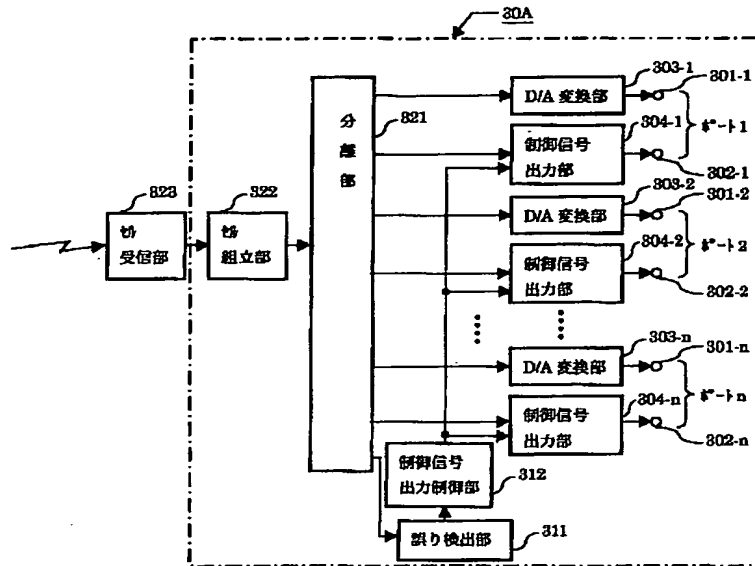 30A
303-1
301-1
D/A 変換部
ポート1
321
分離部
304-1
制御信号
出力部
302-1
303-2
301-2
323
322
D/A 変換部
ポート2
セル
受信部
セル
組立部
304-2
制御信号
出力部
302-2
303-n
301-n
D/A 変換部
ポートn
304-n
制御信号
出力部
302-n
制御信号
出力制御部
312
誤り検出部
311